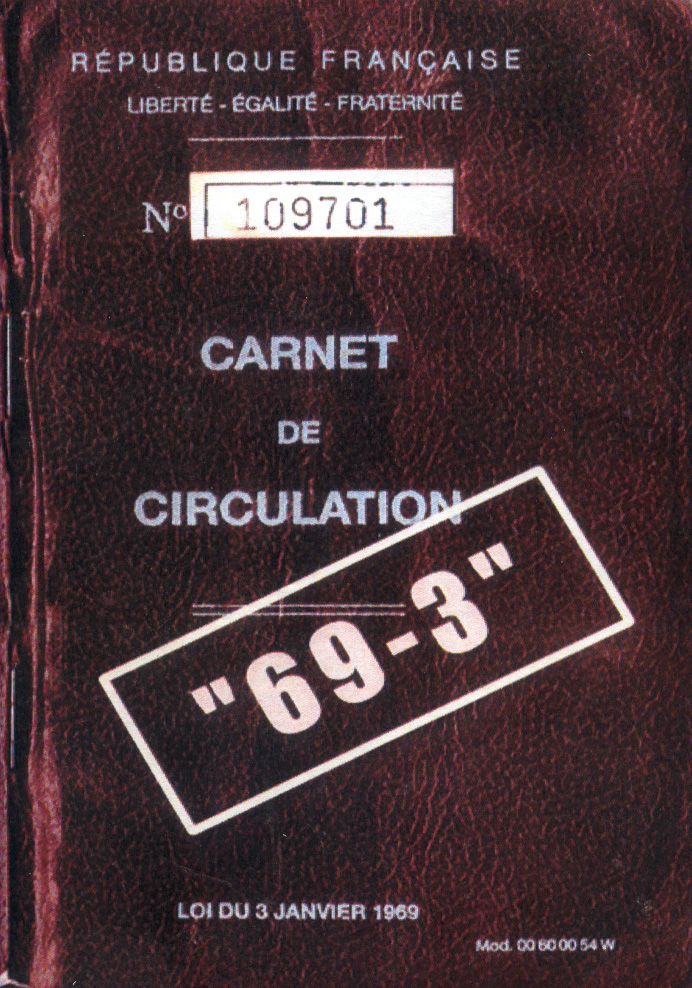 RÉPUBLIQUE FRANÇAISE
LIBERTÉ - ÉGALITÉ - FRATERNITÉ
Nº 109701
CARNET
DE
CIRCULATION
"69-3"
LOI DU 3 JANVIER 1969
Mod. 00 60 00 54 W